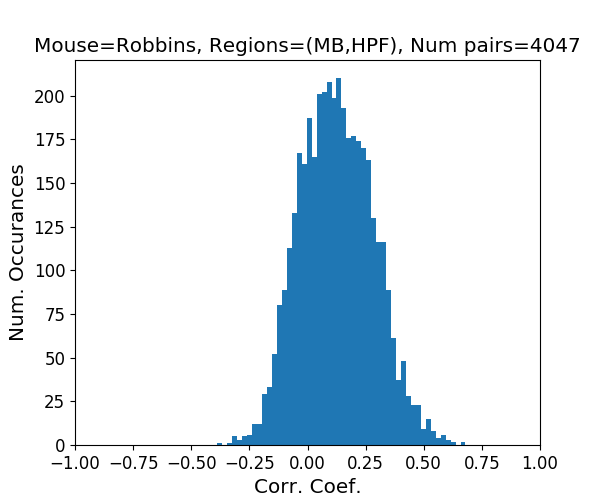 Mouse=Robbins, Regions=(MB,HPF), Num pairs=4047
Num. Occurances
200
175
150
125
100
75
50
25
0
−1.00 −0.75 −0.50 −0.25 0.00 0.25 0.50 0.75 1.00
Corr. Coef.